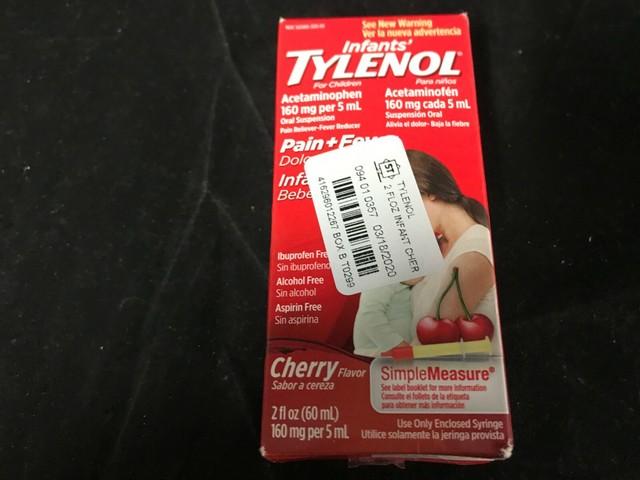 See New Warning
Ver la nueva advertencia
Infants'
TYLENOL®
For Children
Para niños
Acetaminophen
160 mg per 5 mL
Oral Suspension
Pain Reliever-Fever Reducer
Acetaminofén
160 mg cada 5 mL
Suspensión Oral
Alivia el dolor- Baja la fiebre
Pain + Fev
Dolo
Infa
Bebe
ST
TYLENOL
2 FLOZ INFANT CHER
094 01 0357 03/18/2020
416296012267 BOX B T0299
Ibuprofen Fre
Sin ibuprofeno
Alcohol Free
Sin alcohol
Aspirin Free
Sin aspirina
Cherry Flavor
Sabor a cereza
2 fl oz (60 mL)
160 mg per 5 mL
SimpleMeasure®
See label booklet for more information
Consulte el folleto de la etiqueta
para obtener más información
Use Only Enclosed Syringe
Utilice solamente la jeringa provista